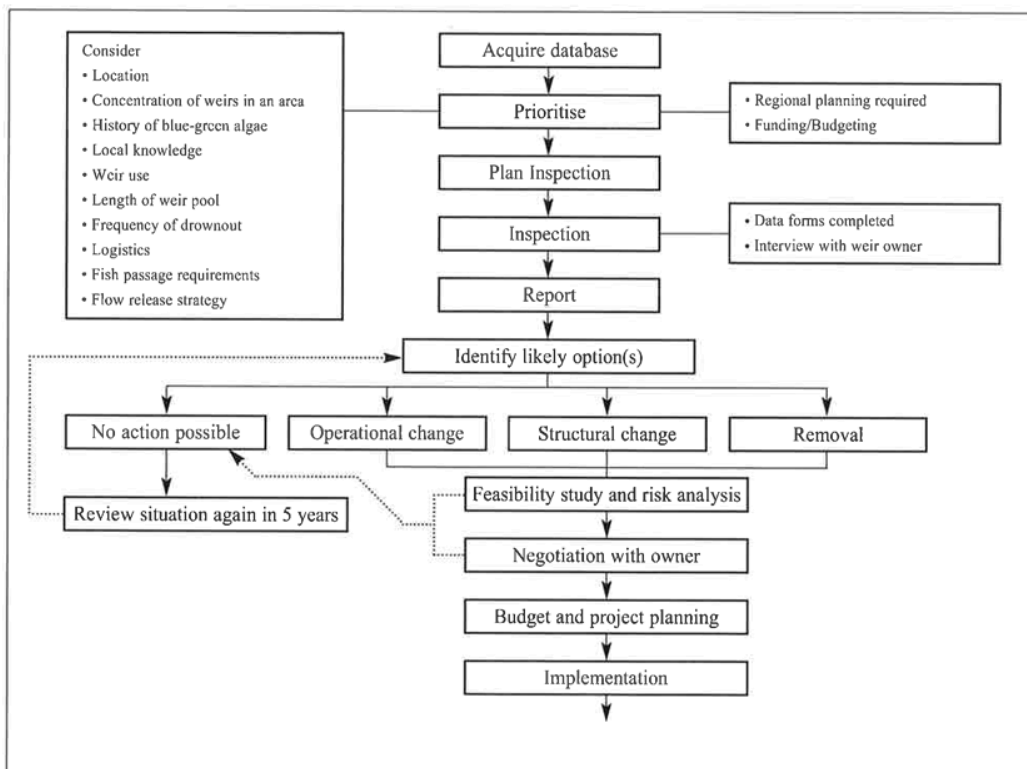 Consider
• Location
• Concentration of weirs in an area
• History of blue-green algae
• Local knowledge
• Weir use
• Length of weir pool
• Frequency of drownout
• Logistics
• Fish passage requirements
• Flow release strategy
Acquire database
Prioritise
• Regional planning required
• Funding/Budgeting
Plan Inspection
Inspection
• Data forms completed
• Interview with weir owner
Report
Identify likely option(s)
No action possible
Operational change
Structural change
Removal
Review situation again in 5 years
Feasibility study and risk analysis
Negotiation with owner
Budget and project planning
Implementation